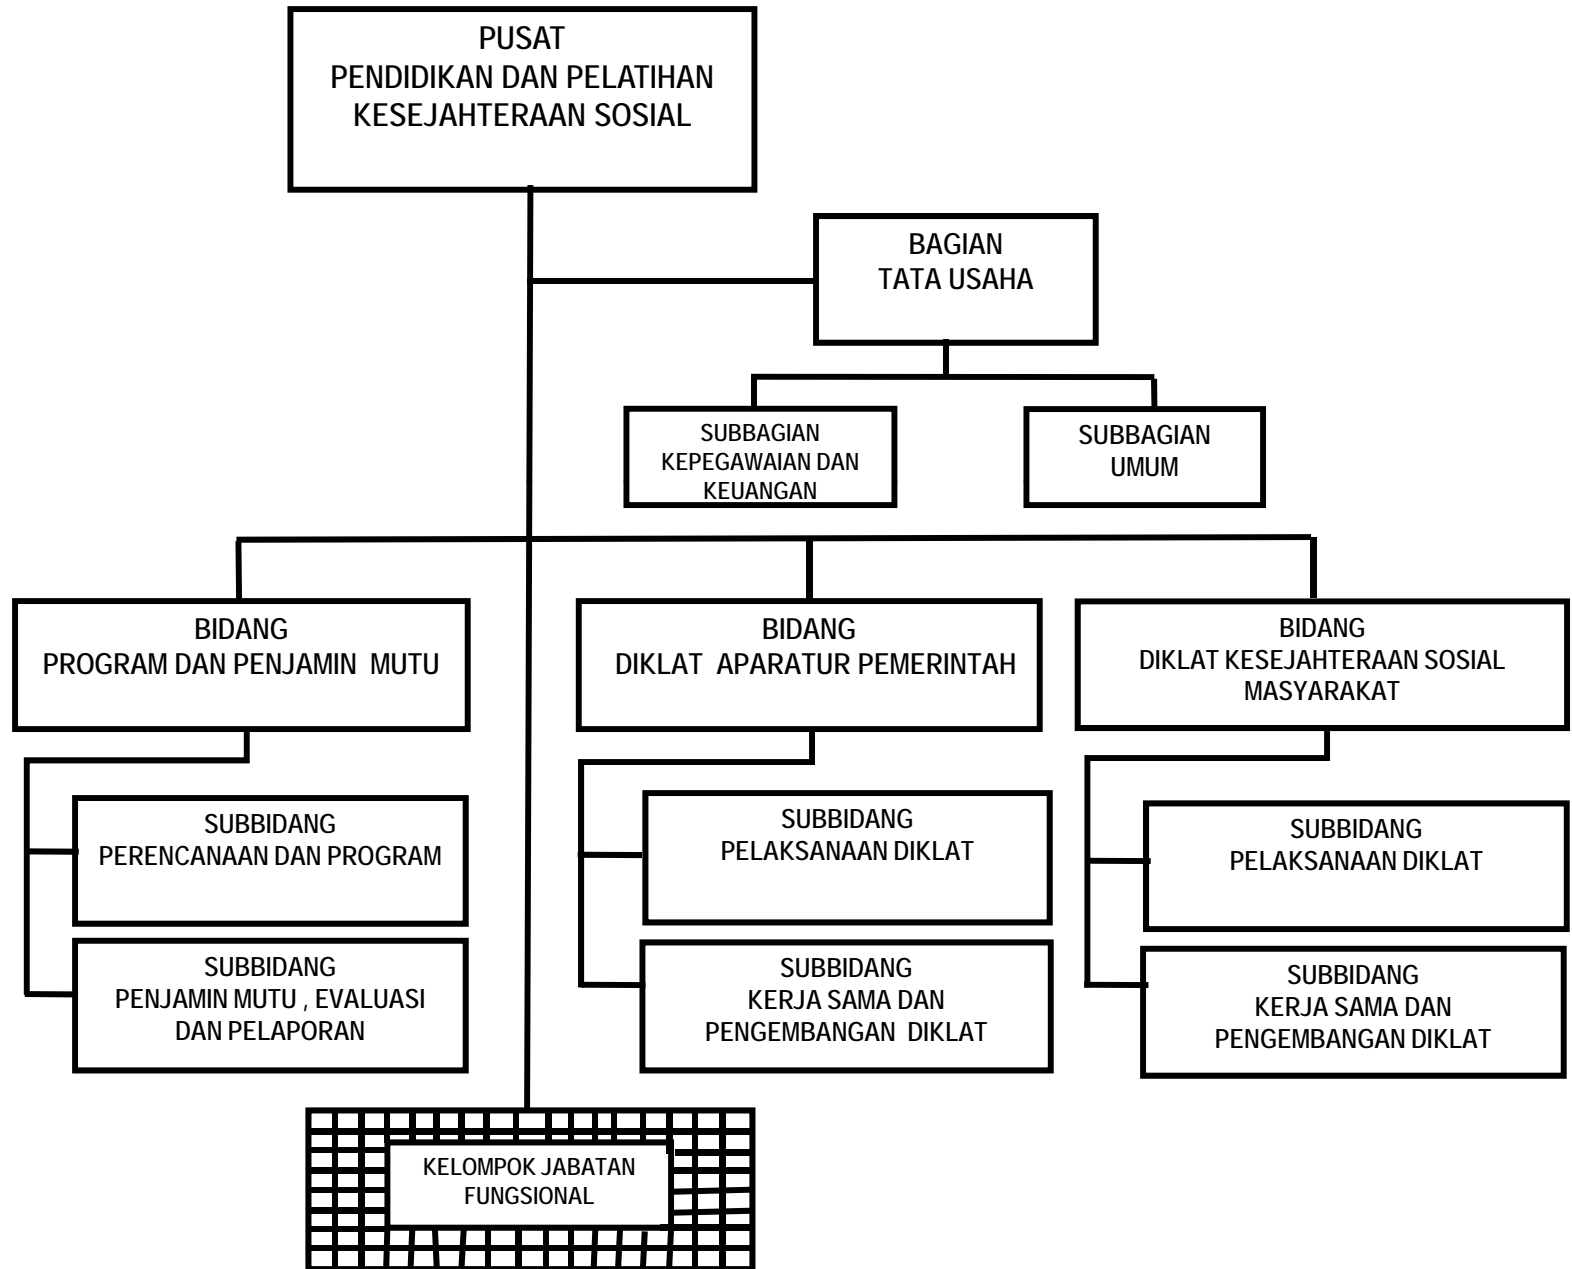 PUSAT
PENDIDIKAN DAN PELATIHAN
KESEJAHTERAAN SOSIAL
BAGIAN
TATA USAHA
SUBBAGIAN
KEPEGAWAIAN DAN
KEUANGAN
SUBBAGIAN
UMUM
BIDANG
PROGRAM DAN PENJAMIN MUTU
BIDANG
DIKLAT APARATUR PEMERINTAH
BIDANG
DIKLAT KESEJAHTERAAN SOSIAL
MASYARAKAT
SUBBIDANG
PERENCANAAN DAN PROGRAM
SUBBIDANG
PELAKSANAAN DIKLAT
SUBBIDANG
PELAKSANAAN DIKLAT
SUBBIDANG
PENJAMIN MUTU , EVALUASI
DAN PELAPORAN
SUBBIDANG
KERJA SAMA DAN
PENGEMBANGAN DIKLAT
SUBBIDANG
KERJA SAMA DAN
PENGEMBANGAN DIKLAT
KELOMPOK JABATAN
FUNGSIONAL